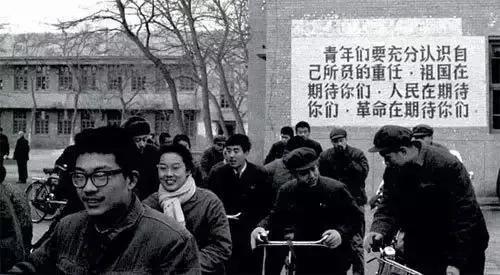 青年们要充分认识自
己所负的重任·祖国在
期待你们·人民在期待
你们·革命在期待你们